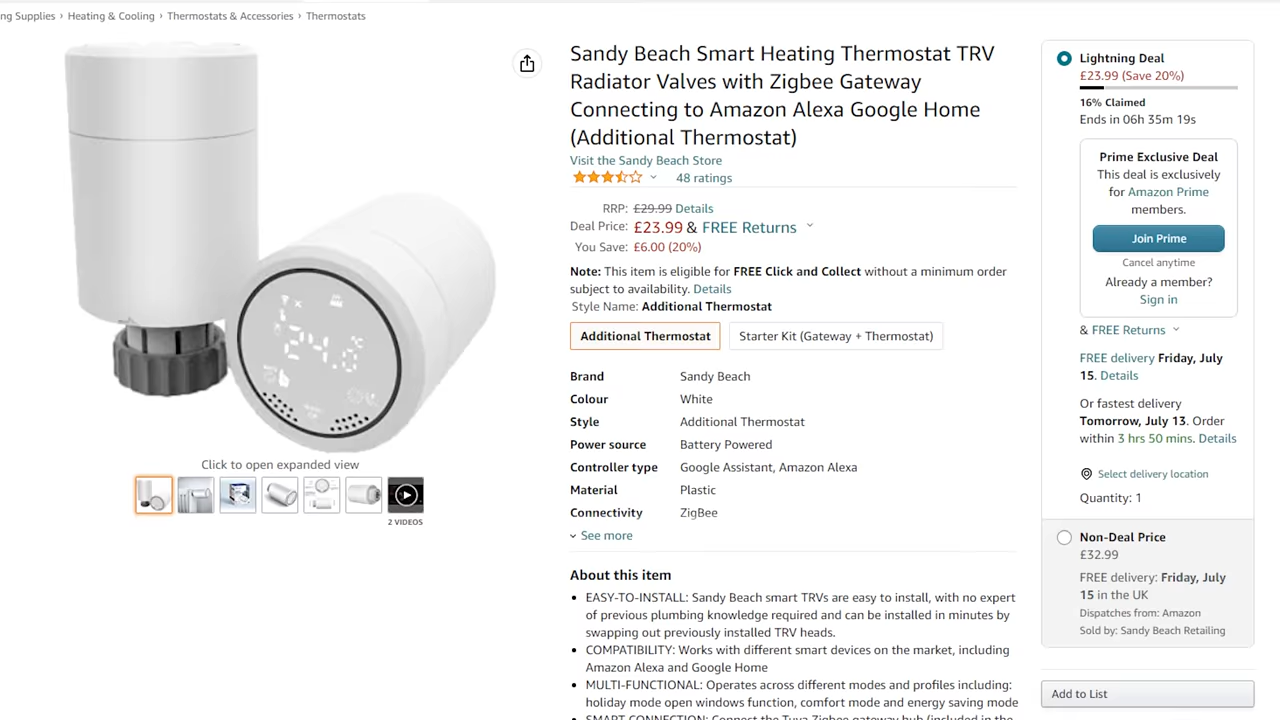 ng Supplies › Heating & Cooling › Thermostats & Accessories › Thermostats
Sandy Beach Smart Heating Thermostat TRV
Radiator Valves with Zigbee Gateway
Connecting to Amazon Alexa Google Home
(Additional Thermostat)
Visit the Sandy Beach Store
48 ratings
RRP: £29.99 Details
Deal Price: £23.99 & FREE Returns
You Save: £6.00 (20%)
Note: This item is eligible for FREE Click and Collect without a minimum order
subject to availability. Details
Style Name: Additional Thermostat
Additional Thermostat
Starter Kit (Gateway + Thermostat)
Brand Sandy Beach
Colour White
Style Additional Thermostat
Power source Battery Powered
Controller type Google Assistant, Amazon Alexa
Material Plastic
Connectivity ZigBee
See more
About this item
• EASY-TO-INSTALL: Sandy Beach smart TRVs are easy to install, with no expert
of previous plumbing knowledge required and can be installed in minutes by
swapping out previously installed TRV heads.
• COMPATIBILITY: Works with different smart devices on the market, including
Amazon Alexa and Google Home
• MULTI-FUNCTIONAL: Operates across different modes and profiles including:
holiday mode open windows function, comfort mode and energy saving mode
• SMART CONNECTION: Connect the Tuya Zigbee gateway hub (included in the
24.0°C
Click to open expanded view
2 VIDEOS
Lightning Deal
£23.99 (Save 20%)
16% Claimed
Ends in 06h 35m 19s
Prime Exclusive Deal
This deal is exclusively
for Amazon Prime
members.
Join Prime
Cancel anytime
Already a member?
Sign in
& FREE Returns
FREE delivery Friday, July
15. Details
Or fastest delivery
Tomorrow, July 13. Order
within 3 hrs 50 mins. Details
Select delivery location
Quantity: 1
Non-Deal Price
£32.99
FREE delivery: Friday, July
15 in the UK
Dispatches from: Amazon
Sold by: Sandy Beach Retailing
Add to List